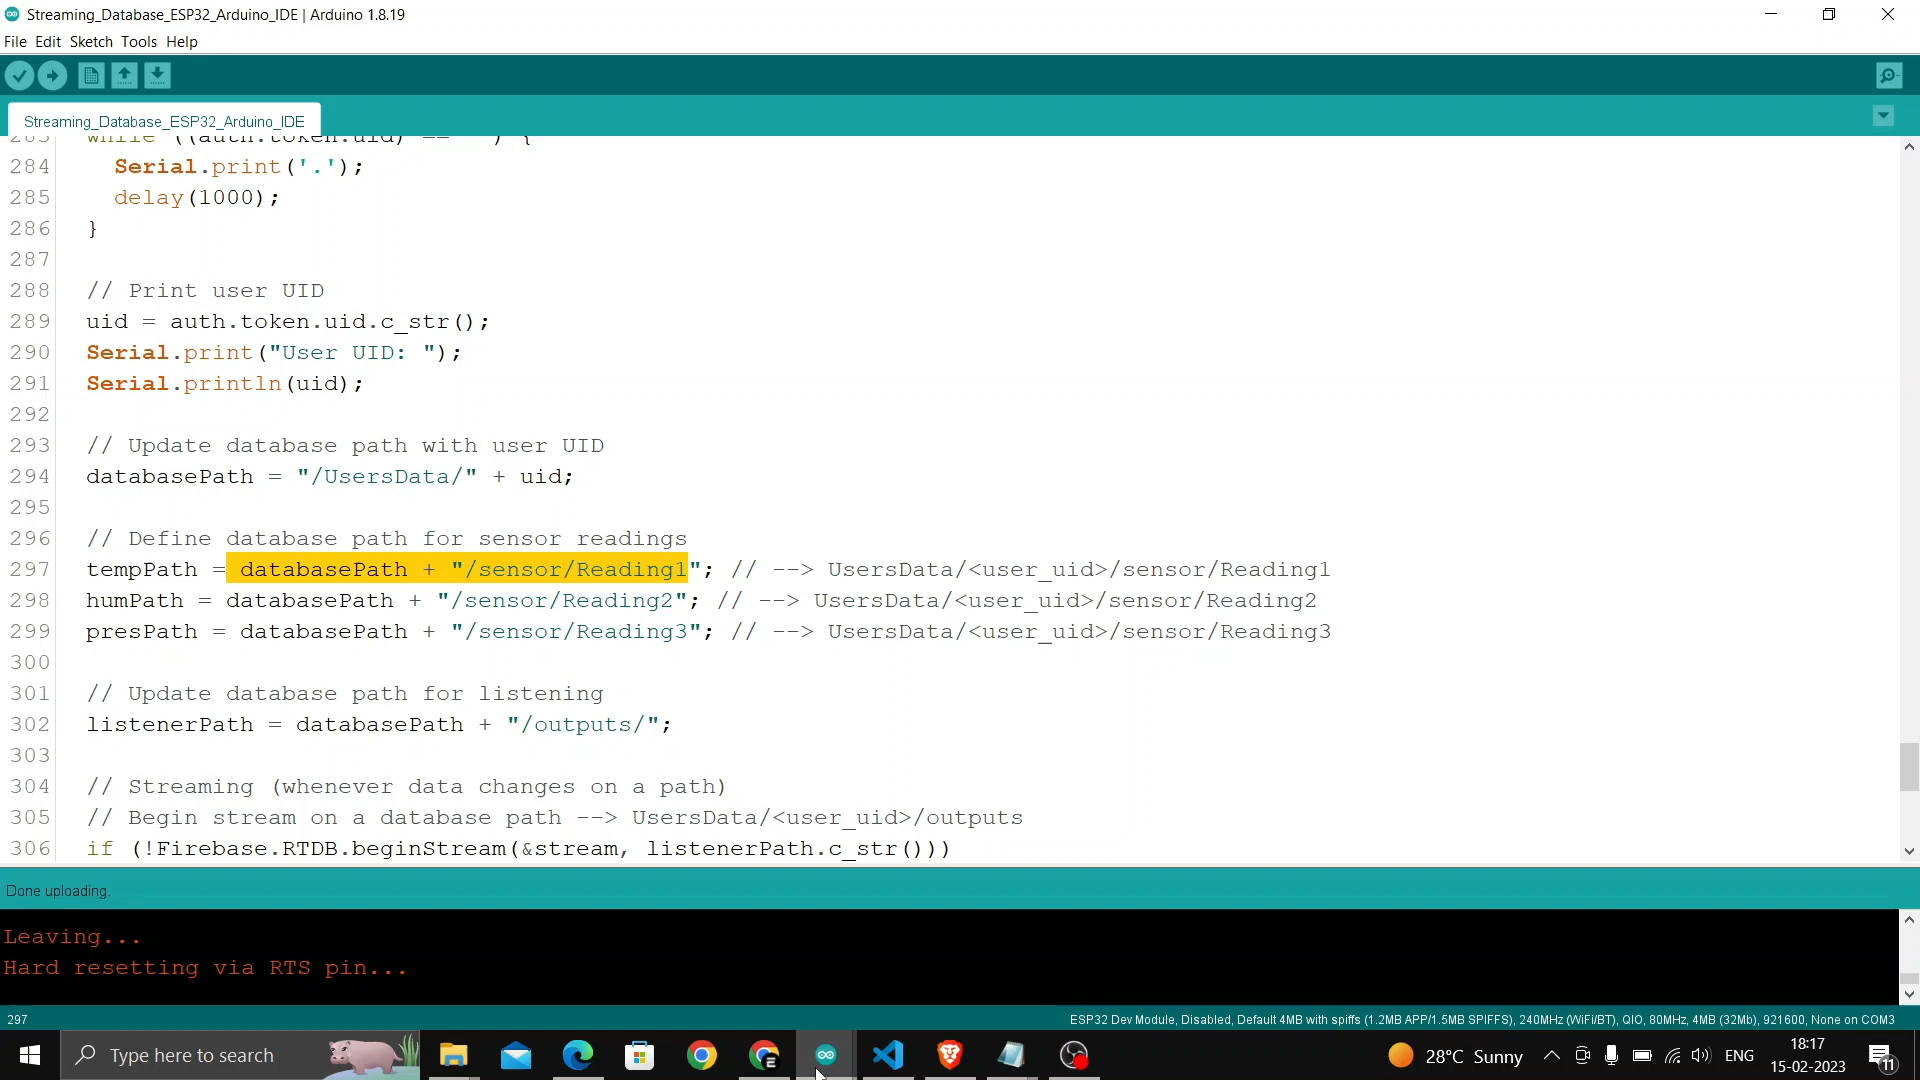 Streaming_Database_ESP32_Arduino_IDE | Arduino 1.8.19
File Edit Sketch Tools Help
Streaming_Database_ESP32_Arduino_IDE
283 while ((auth.token.uid) == "") {
284 Serial.print('.');
285 delay(1000);
286 }
287
288 // Print user UID
289 uid = auth.token.uid.c_str();
290 Serial.print("User UID: ");
291 Serial.println(uid);
292
293 // Update database path with user UID
294 databasePath = "/UsersData/" + uid;
295
296 // Define database path for sensor readings
297 tempPath = databasePath + "/sensor/Reading1"; // --> UsersData/<user_uid>/sensor/Reading1
298 humPath = databasePath + "/sensor/Reading2"; // --> UsersData/<user_uid>/sensor/Reading2
299 presPath = databasePath + "/sensor/Reading3"; // --> UsersData/<user_uid>/sensor/Reading3
300
301 // Update database path for listening
302 listenerPath = databasePath + "/outputs/";
303
304 // Streaming (whenever data changes on a path)
305 // Begin stream on a database path --> UsersData/<user_uid>/outputs
306 if (!Firebase.RTDB.beginStream(&stream, listenerPath.c_str()))
Done uploading.
Leaving...
Hard resetting via RTS pin...
297 ESP32 Dev Module, Disabled, Default 4MB with spiffs (1.2MB APP/1.5MB SPIFFS), 240MHz (WiFi/BT), QIO, 80MHz, 4MB (32Mb), 921600, None on COM3
Type here to search
28°C Sunny
ENG
18:17
15-02-2023
11